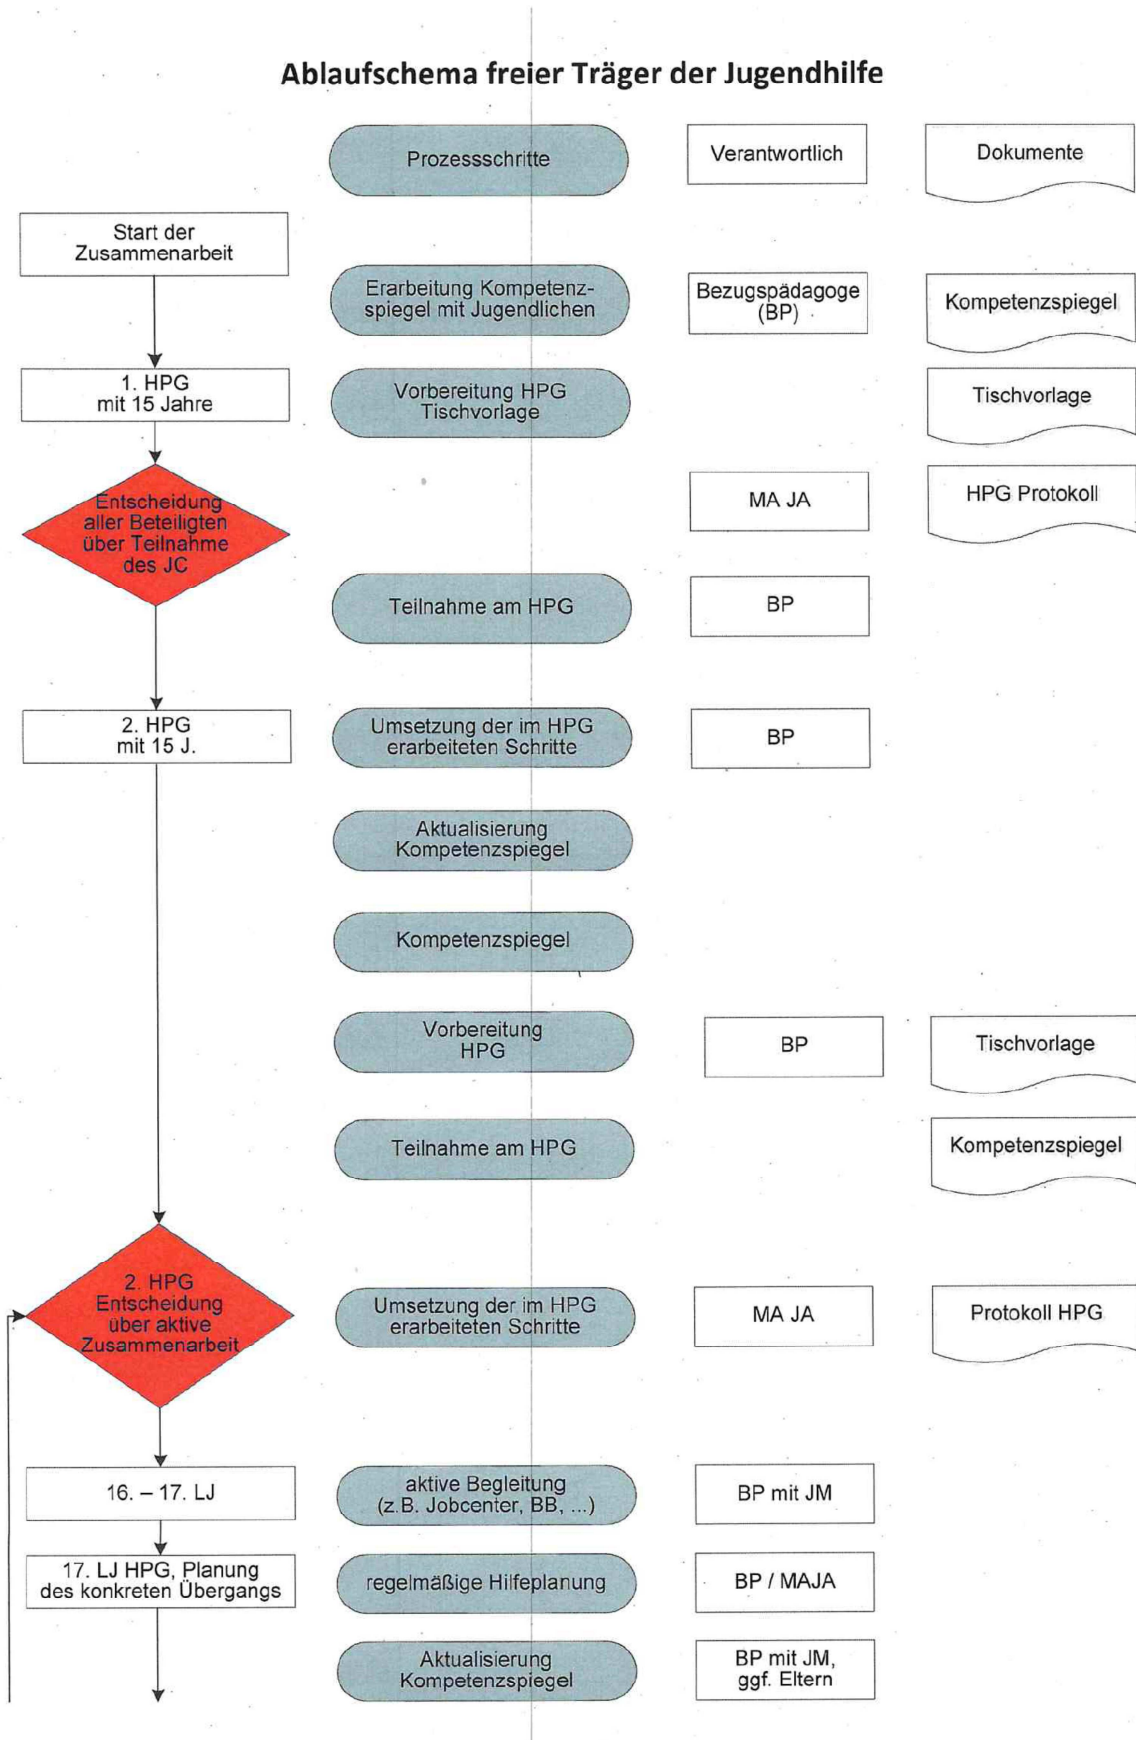 Ablaufschema freier Träger der Jugendhilfe
Prozessschritte
Verantwortlich
Dokumente
Start der
Zusammenarbeit
Erarbeitung Kompetenz-
spiegel mit Jugendlichen
Bezugspädagoge
(BP)
Kompetenzspiegel
1. HPG
mit 15 Jahre
Vorbereitung HPG
Tischvorlage
Tischvorlage
Entscheidung
aller Beteiligten
über Teilnahme
des JC
MA JA
HPG Protokoll
Teilnahme am HPG
BP
2. HPG
mit 15 J.
Umsetzung der im HPG
erarbeiteten Schritte
BP
Aktualisierung
Kompetenzspiegel
Kompetenzspiegel
Vorbereitung
HPG
BP
Tischvorlage
Teilnahme am HPG
Kompetenzspiegel
2. HPG
Entscheidung
über aktive
Zusammenarbeit
Umsetzung der im HPG
erarbeiteten Schritte
MA JA
Protokoll HPG
16. – 17. LJ
aktive Begleitung
(z.B. Jobcenter, BB, ...)
BP mit JM
17. LJ HPG, Planung
des konkreten Übergangs
regelmäßige Hilfeplanung
BP / MAJA
Aktualisierung
Kompetenzspiegel
BP mit JM,
ggf. Eltern